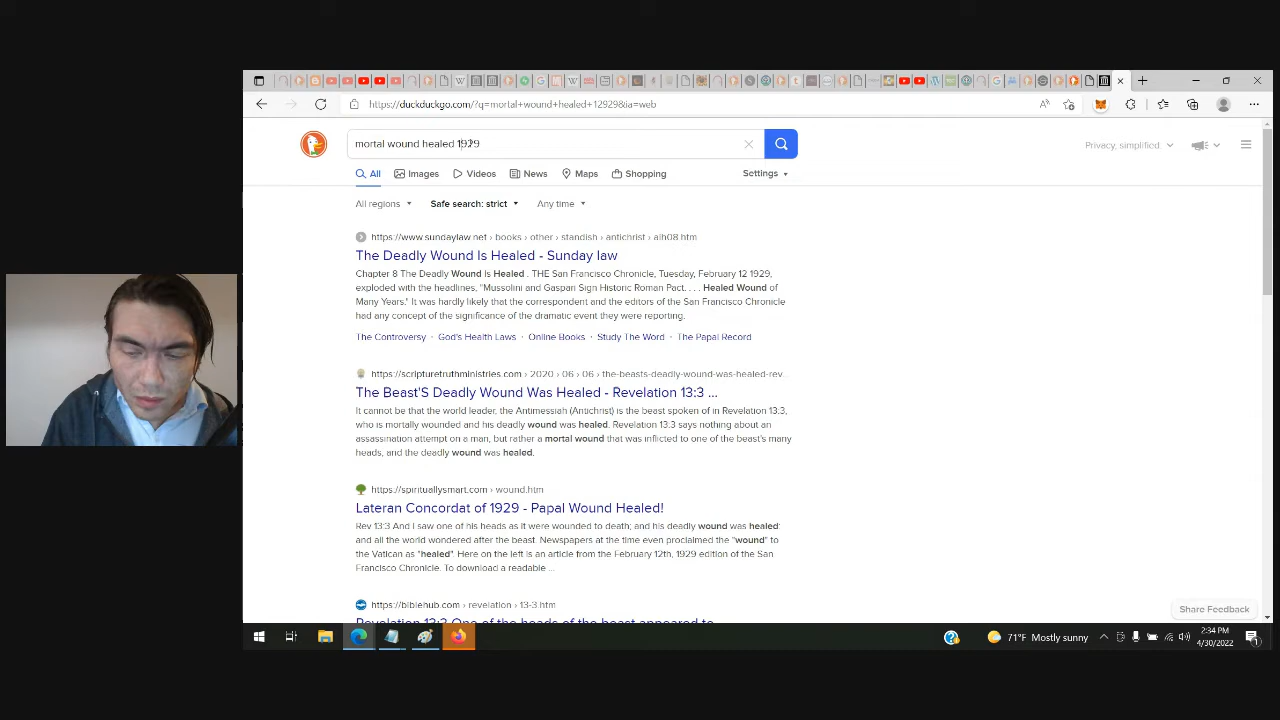 https://duckduckgo.com/?q=mortal+wound+healed+12929&ia=web
mortal wound healed 1929
Privacy, simplified.
All
Images
Videos
News
Maps
Shopping
Settings
All regions
Safe search: strict
Any time
https://www.sundaylaw.net › books › other › standish › antichrist › aih08.htm
The Deadly Wound Is Healed - Sunday law
Chapter 8 The Deadly Wound Is Healed . THE San Francisco Chronicle, Tuesday, February 12 1929,
exploded with the headlines, "Mussolini and Gaspari Sign Historic Roman Pact. . . . Healed Wound of
Many Years." It was hardly likely that the correspondent and the editors of the San Francisco Chronicle
had any concept of the significance of the dramatic event they were reporting.
The Controversy · God's Health Laws · Online Books · Study The Word · The Papal Record
https://scripturetruthministries.com › 2020 › 06 › 06 › the-beasts-deadly-wound-was-healed-rev...
The Beast'S Deadly Wound Was Healed - Revelation 13:3 ...
It cannot be that the world leader, the Antimessiah (Antichrist) is the beast spoken of in Revelation 13:3,
who is mortally wounded and his deadly wound was healed. Revelation 13.3 says nothing about an
assassination attempt on a man, but rather a mortal wound that was inflicted to one of the beast's many
heads, and the deadly wound was healed.
https://spirituallysmart.com › wound.htm
Lateran Concordat of 1929 - Papal Wound Healed!
Rev 13:3 And I saw one of his heads as it were wounded to death; and his deadly wound was healed:
and all the world wondered after the beast. Newspapers at the time even proclaimed the "wound" to
the Vatican as "healed". Here on the left is an article from the February 12th, 1929 edition of the San
Francisco Chronicle. To download a readable ...
https://biblehub.com › revelation › 13-3.htm
Revelation 13:3 One of the heads of the beast appeared to
Share Feedback
71°F Mostly sunny
2:34 PM
4/30/2022